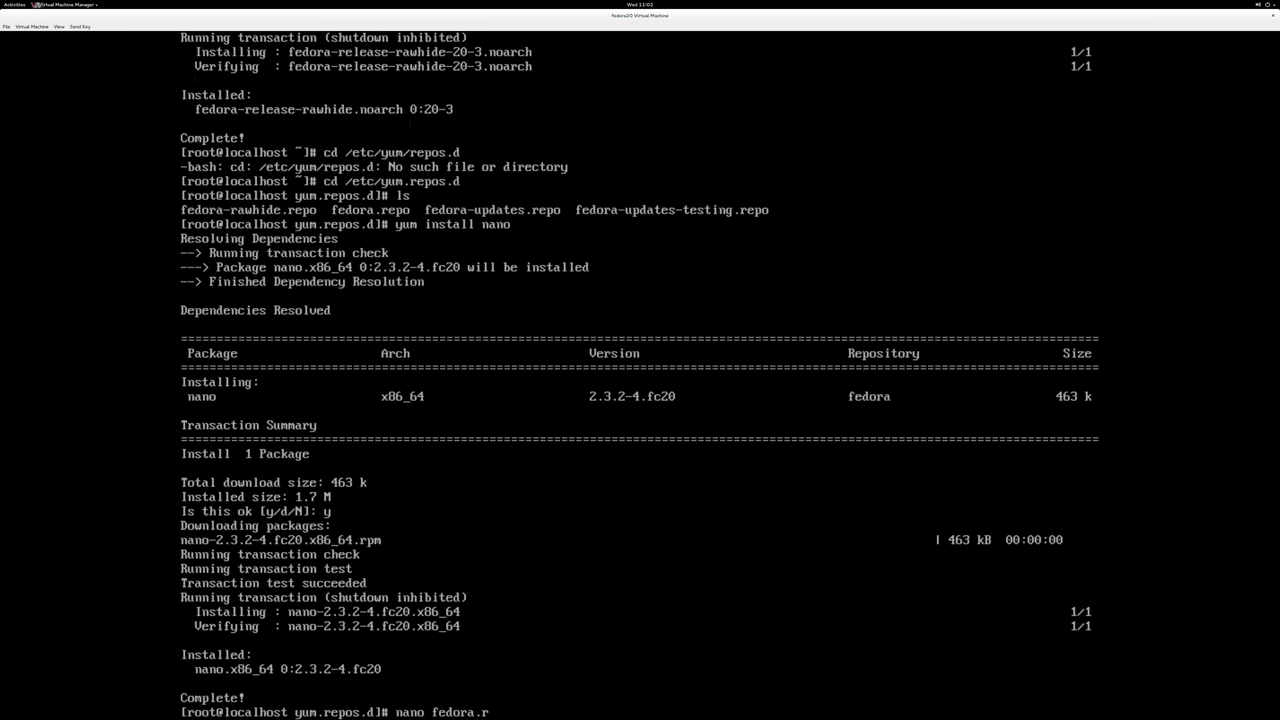 Activities Virtual Machine Manager Wed 11:02
Fedora20 Virtual Machine
File Virtual Machine View Send Key
Running transaction (shutdown inhibited)
Installing : fedora-release-rawhide-20-3.noarch 1/1
Verifying : fedora-release-rawhide-20-3.noarch 1/1
Installed:
fedora-release-rawhide.noarch 0:20-3
Complete!
[root@localhost ~]# cd /etc/yum/repos.d
-bash: cd: /etc/yum/repos.d: No such file or directory
[root@localhost ~]# cd /etc/yum.repos.d
[root@localhost yum.repos.d]# ls
fedora-rawhide.repo fedora.repo fedora-updates.repo fedora-updates-testing.repo
[root@localhost yum.repos.d]# yum install nano
Resolving Dependencies
--> Running transaction check
---> Package nano.x86_64 0:2.3.2-4.fc20 will be installed
--> Finished Dependency Resolution
Dependencies Resolved
================================================================================
Package Arch Version Repository Size
================================================================================
Installing:
nano x86_64 2.3.2-4.fc20 fedora 463 k
Transaction Summary
================================================================================
Install 1 Package
Total download size: 463 k
Installed size: 1.7 M
Is this ok [y/d/N]: y
Downloading packages:
nano-2.3.2-4.fc20.x86_64.rpm | 463 kB 00:00:00
Running transaction check
Running transaction test
Transaction test succeeded
Running transaction (shutdown inhibited)
Installing : nano-2.3.2-4.fc20.x86_64 1/1
Verifying : nano-2.3.2-4.fc20.x86_64 1/1
Installed:
nano.x86_64 0:2.3.2-4.fc20
Complete!
[root@localhost yum.repos.d]# nano fedora.r